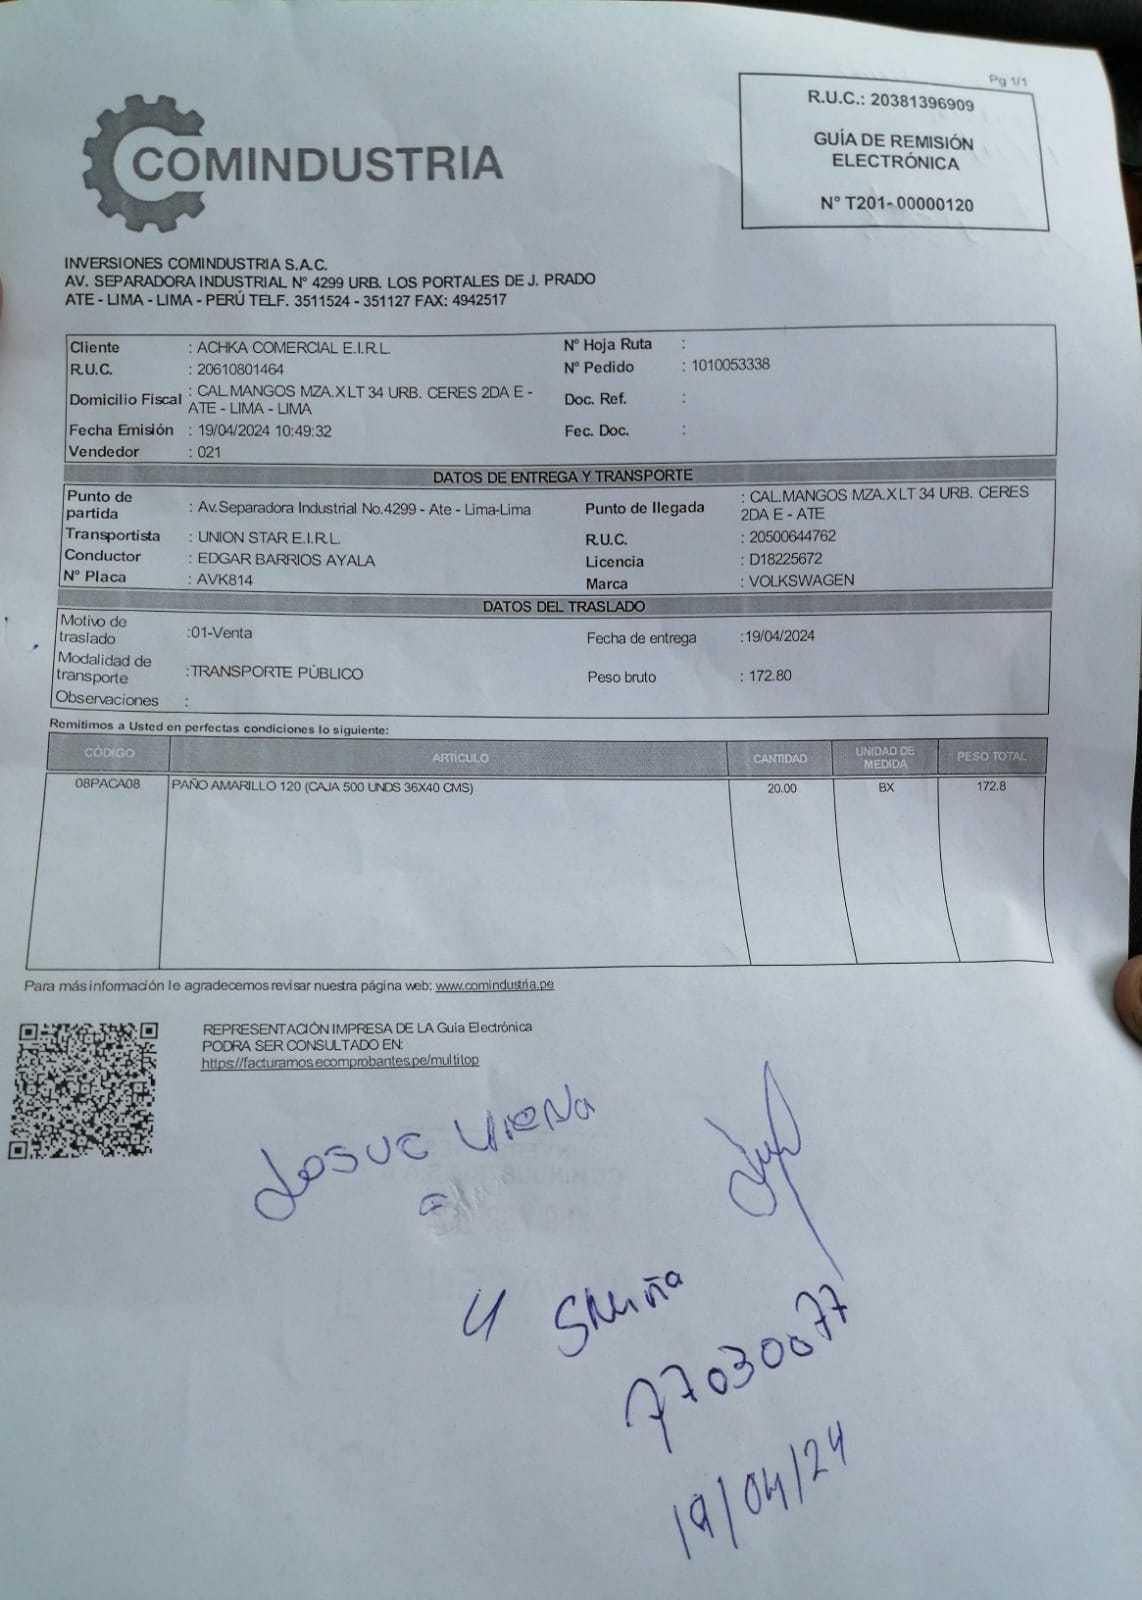 Pg 1/1
R.U.C.: 20381396909
GUÍA DE REMISIÓN
ELECTRÓNICA
N° T201- 00000120
COMINDUSTRIA
INVERSIONES COMINDUSTRIA S.A.C.
AV. SEPARADORA INDUSTRIAL N° 4299 URB. LOS PORTALES DE J. PRADO
ATE - LIMA - LIMA - PERÚ TELF. 3511524 - 351127 FAX: 4942517
Cliente : ACHKA COMERCIAL E.I.R.L. N° Hoja Ruta :
R.U.C. : 20610801464 N° Pedido : 1010053338
Domicilio Fiscal : CAL.MANGOS MZA.X LT 34 URB. CERES 2DA E - Doc. Ref. :
ATE - LIMA - LIMA
Fecha Emisión : 19/04/2024 10:49:32 Fec. Doc. :
Vendedor : 021
DATOS DE ENTREGA Y TRANSPORTE
Punto de partida : Av.Separadora Industrial No.4299 - Ate - Lima-Lima Punto de llegada : CAL.MANGOS MZA.X LT 34 URB. CERES
2DA E - ATE
Transportista : UNION STAR E.I.R.L. R.U.C. : 20500644762
Conductor : EDGAR BARRIOS AYALA Licencia : D18225672
N° Placa : AVK814 Marca : VOLKSWAGEN
DATOS DEL TRASLADO
Motivo de traslado :01-Venta Fecha de entrega :19/04/2024
Modalidad de transporte :TRANSPORTE PÚBLICO Peso bruto : 172.80
Observaciones :
Remitimos a Usted en perfectas condiciones lo siguiente:
CÓDIGO ARTÍCULO CANTIDAD UNIDAD DE MEDIDA PESO TOTAL
08PACA08 PAÑO AMARILLO 120 (CAJA 500 UNDS 36X40 CMS) 20.00 BX 172.8
Para más información le agradecemos revisar nuestra página web: www.comindustria.pe
REPRESENTACIÓN IMPRESA DE LA Guia Electrónica
PODRA SER CONSULTADO EN:
https://facturamos.ecomprobantes.pe/multitop
Josue
77030077
19/04/24